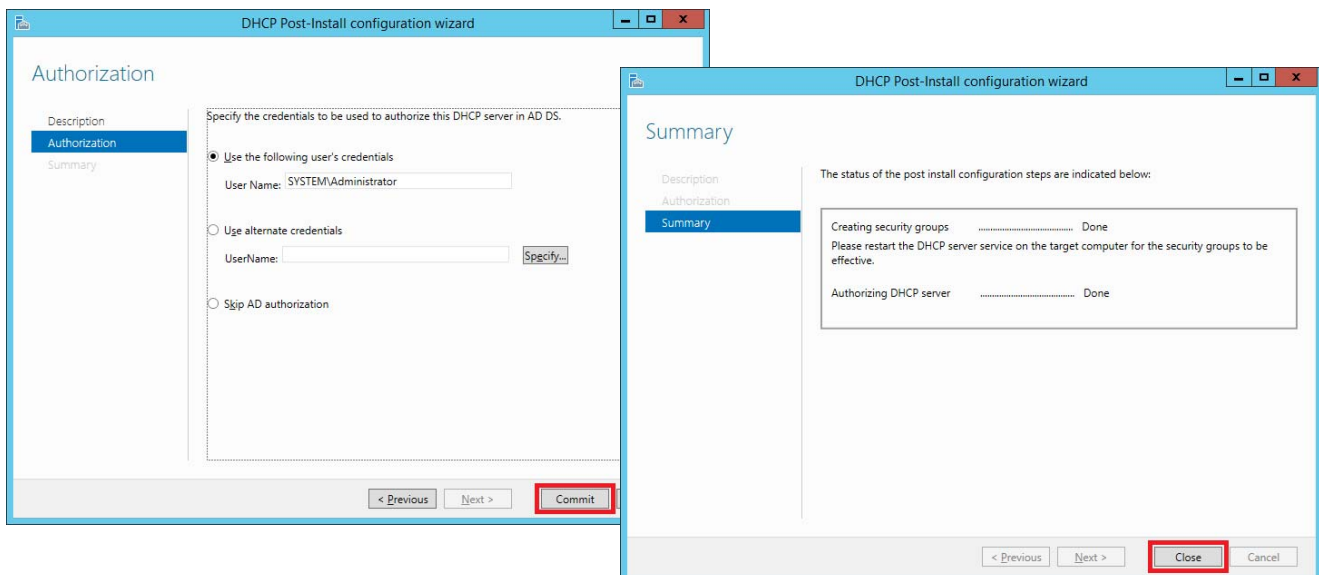 DHCP Post-Install configuration wizard
Authorization
Description
Authorization
Summary
Specify the credentials to be used to authorize this DHCP server in AD DS.
Use the following user's credentials
User Name: SYSTEM\Administrator
Use alternate credentials
UserName:
Specify...
Skip AD authorization
< Previous
Next >
Commit
DHCP Post-Install configuration wizard
Summary
Description
Authorization
Summary
The status of the post install configuration steps are indicated below:
Creating security groups ........................................ Done
Please restart the DHCP server service on the target computer for the security groups to be
effective.
Authorizing DHCP server ........................................ Done
< Previous
Next >
Close
Cancel